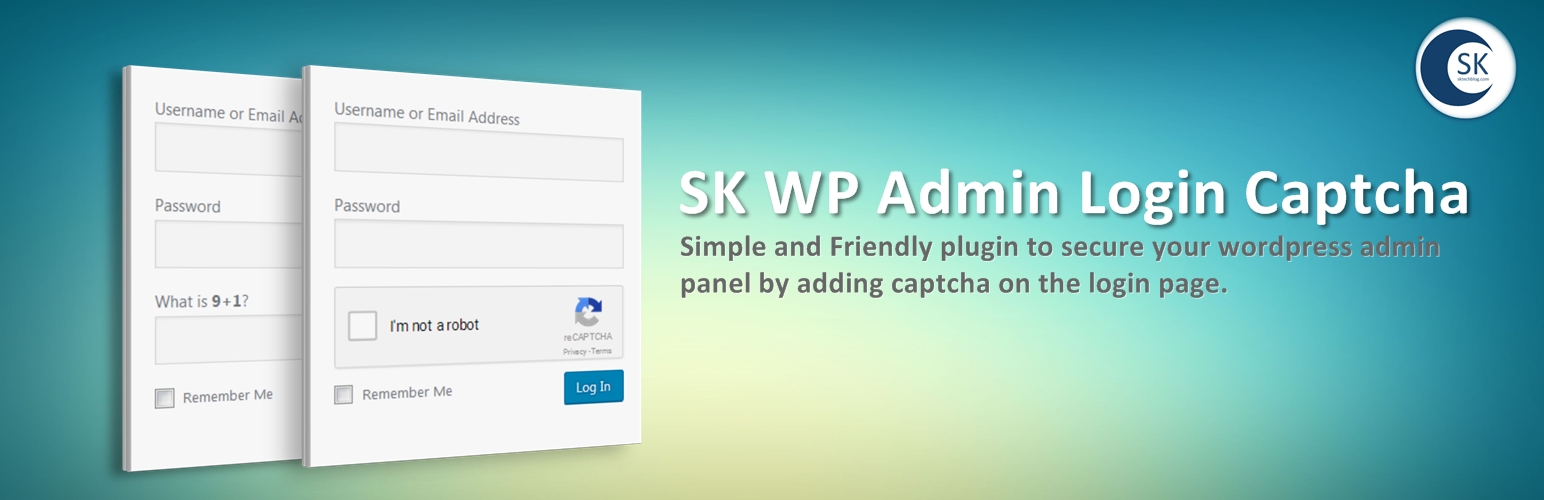 Username or Email Ac
Password
What is 9+1?
Remember Me
Username or Email Address
Password
I'm not a robot
reCAPTCHA
Privacy - Terms
Remember Me
Log In
SK
sktechblog.com
SK WP Admin Login Captcha
Simple and Friendly plugin to secure your wordpress admin
panel by adding captcha on the login page.